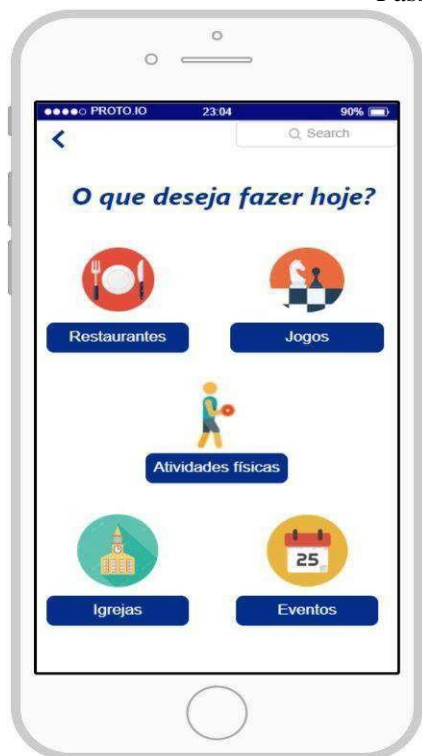 PROTO.IO 23:04 90%
Search
O que deseja fazer hoje?
Restaurantes Jogos
Atividades físicas
25
Igrejas Eventos